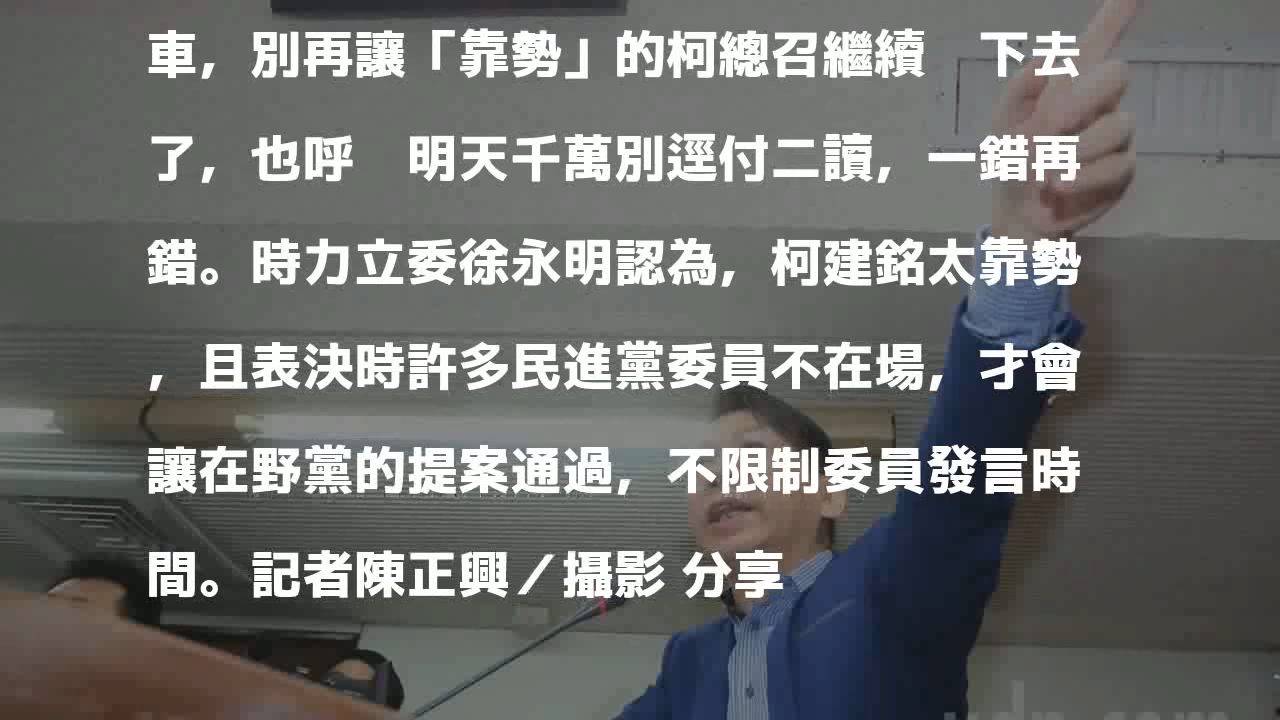 車，別再讓「靠勢」的柯總召繼續　下去
了，也呼　明天千萬別逕付二讀，一錯再
錯。時力立委徐永明認為，柯建銘太靠勢
，且表決時許多民進黨委員不在場，才會
讓在野黨的提案通過，不限制委員發言時
間。記者陳正興／攝影 分享
udn.com